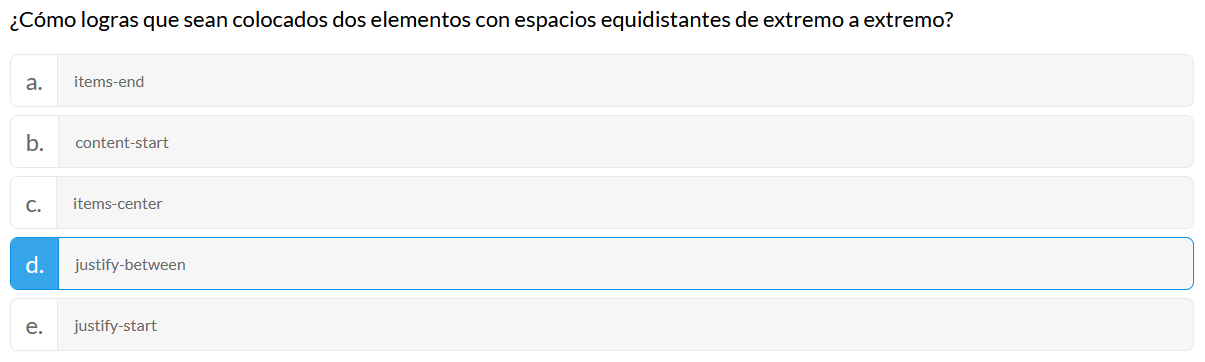 ¿Cómo logras que sean colocados dos elementos con espacios equidistantes de extremo a extremo?
a. items-end
b. content-start
c. items-center
d. justify-between
e. justify-start